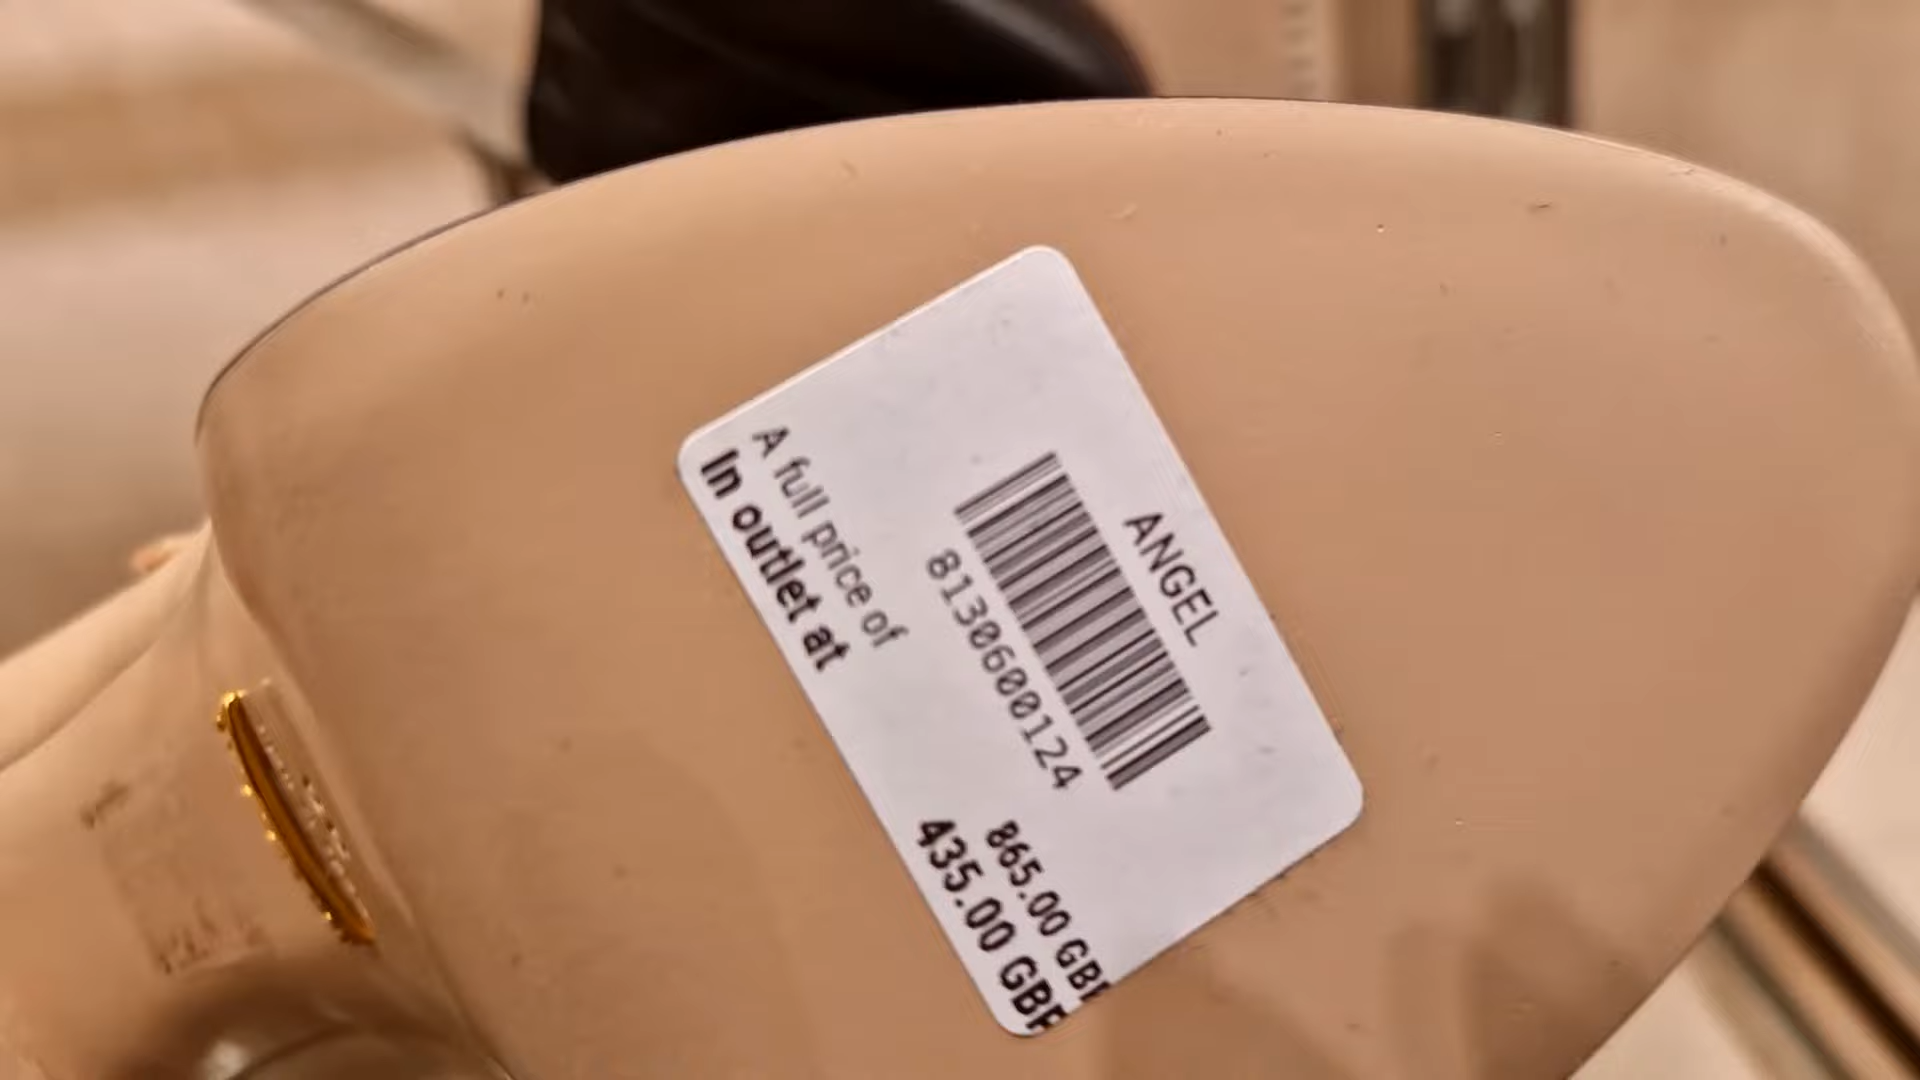 ANGEL
8130600124
A full price of 865.00 GBP
In outlet at 435.00 GBP